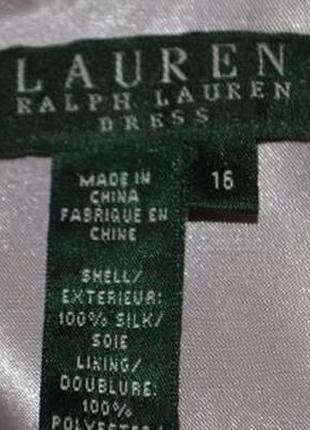 LAUREN
RALPH LAUREN
DRESS
16
MADE IN
CHINA
FABRIQUE EN
CHINE
SHELL/
EXTERIEUR:
100% SILK/
SOIE
LINING/
DOUBLURE:
100%
POLYESTER/